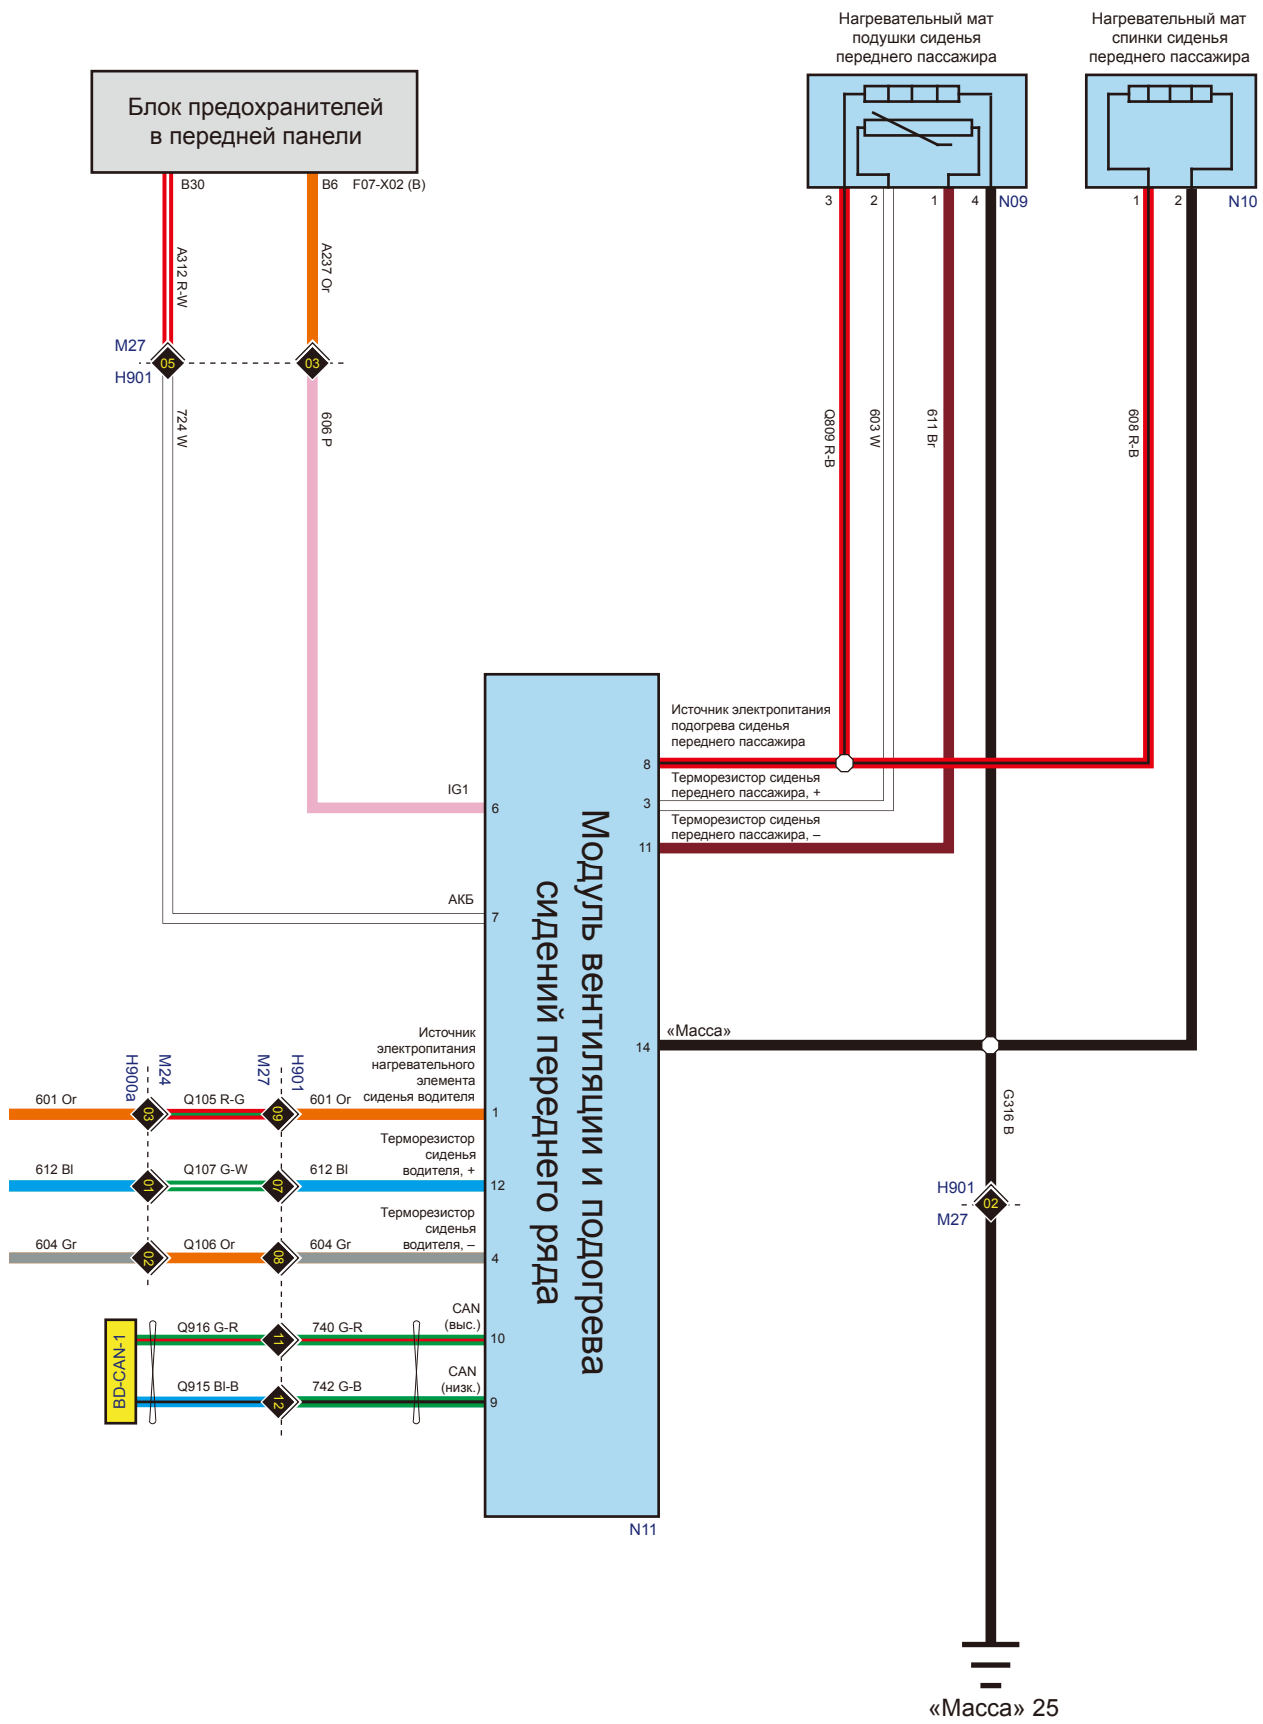 Нагревательный мат
подушки сиденья
переднего пассажира
Нагревательный мат
спинки сиденья
переднего пассажира
Блок предохранителей
в передней панели
B30
B6
F07-X02 (B)
3
2
1
4
N09
1
2
N10
A312 R-W
A237 Or
M27
H901
05
03
724 W
606 P
Q809 R-B
603 W
611 Br
608 R-B
Источник электропитания
подогрева сиденья
переднего пассажира
8
Терморезистор сиденья
переднего пассажира, +
3
Терморезистор сиденья
переднего пассажира, –
11
IG1
6
АКБ
7
Модуль вентиляции и подогрева
сидений переднего ряда
«Масса»
14
Источник
электропитания
нагревательного
элемента
сиденья водителя
H900a
M24
M27
H901
601 Or
03
Q105 R-G
09
601 Or
1
Терморезистор
сиденья
водителя, +
612 Bl
01
Q107 G-W
07
612 Bl
12
Терморезистор
сиденья
водителя, –
604 Gr
02
Q106 Or
08
604 Gr
4
G316 B
H901
02
M27
BD-CAN-1
Q916 G-R
11
740 G-R
CAN
(выс.)
10
Q915 Bl-B
12
742 G-B
CAN
(низк.)
9
N11
«Масса» 25